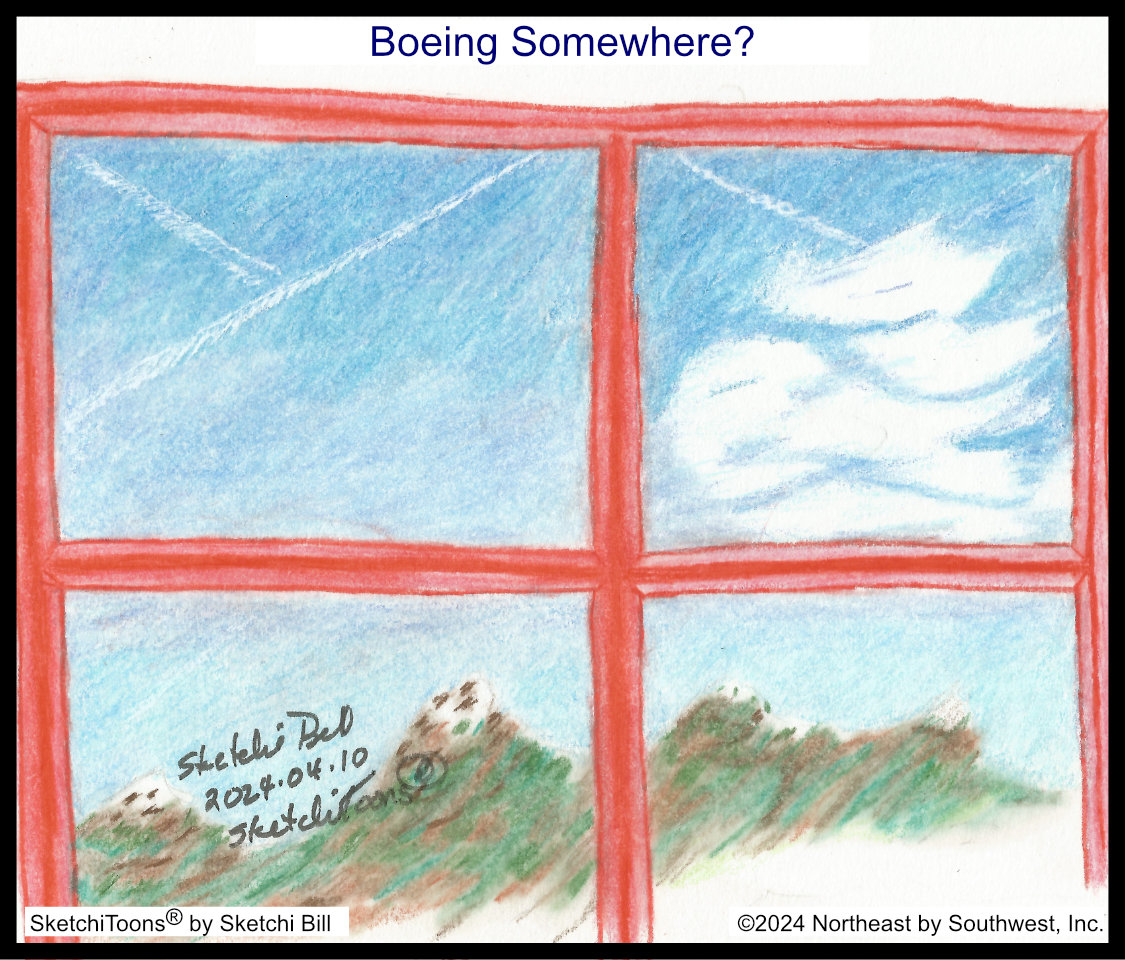 Boeing Somewhere?
Sketchi Bill
2024.04.10
SketchiToons®
SketchiToons® by Sketchi Bill
©2024 Northeast by Southwest, Inc.